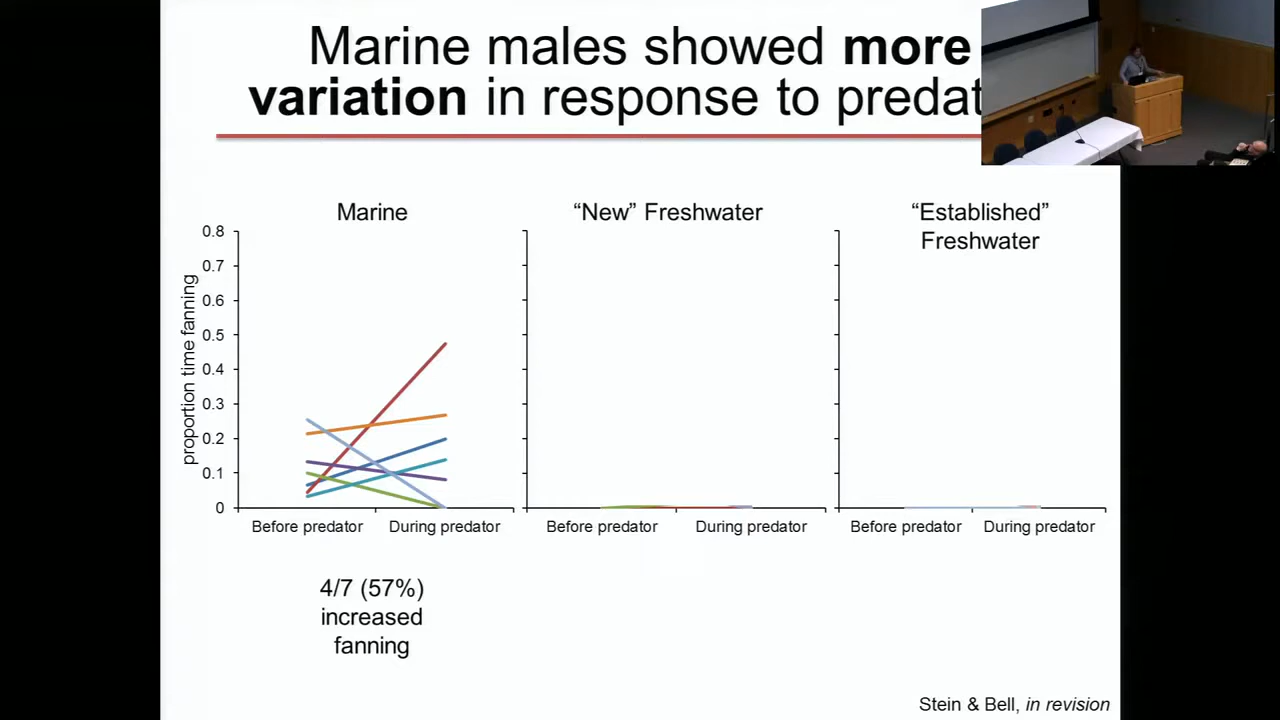 Marine males showed more
variation in response to predat
Marine
"New" Freshwater
"Established"
Freshwater
proportion time fanning
0.8
0.7
0.6
0.5
0.4
0.3
0.2
0.1
0
Before predator
During predator
Before predator
During predator
Before predator
During predator
4/7 (57%)
increased
fanning
Stein & Bell, in revision